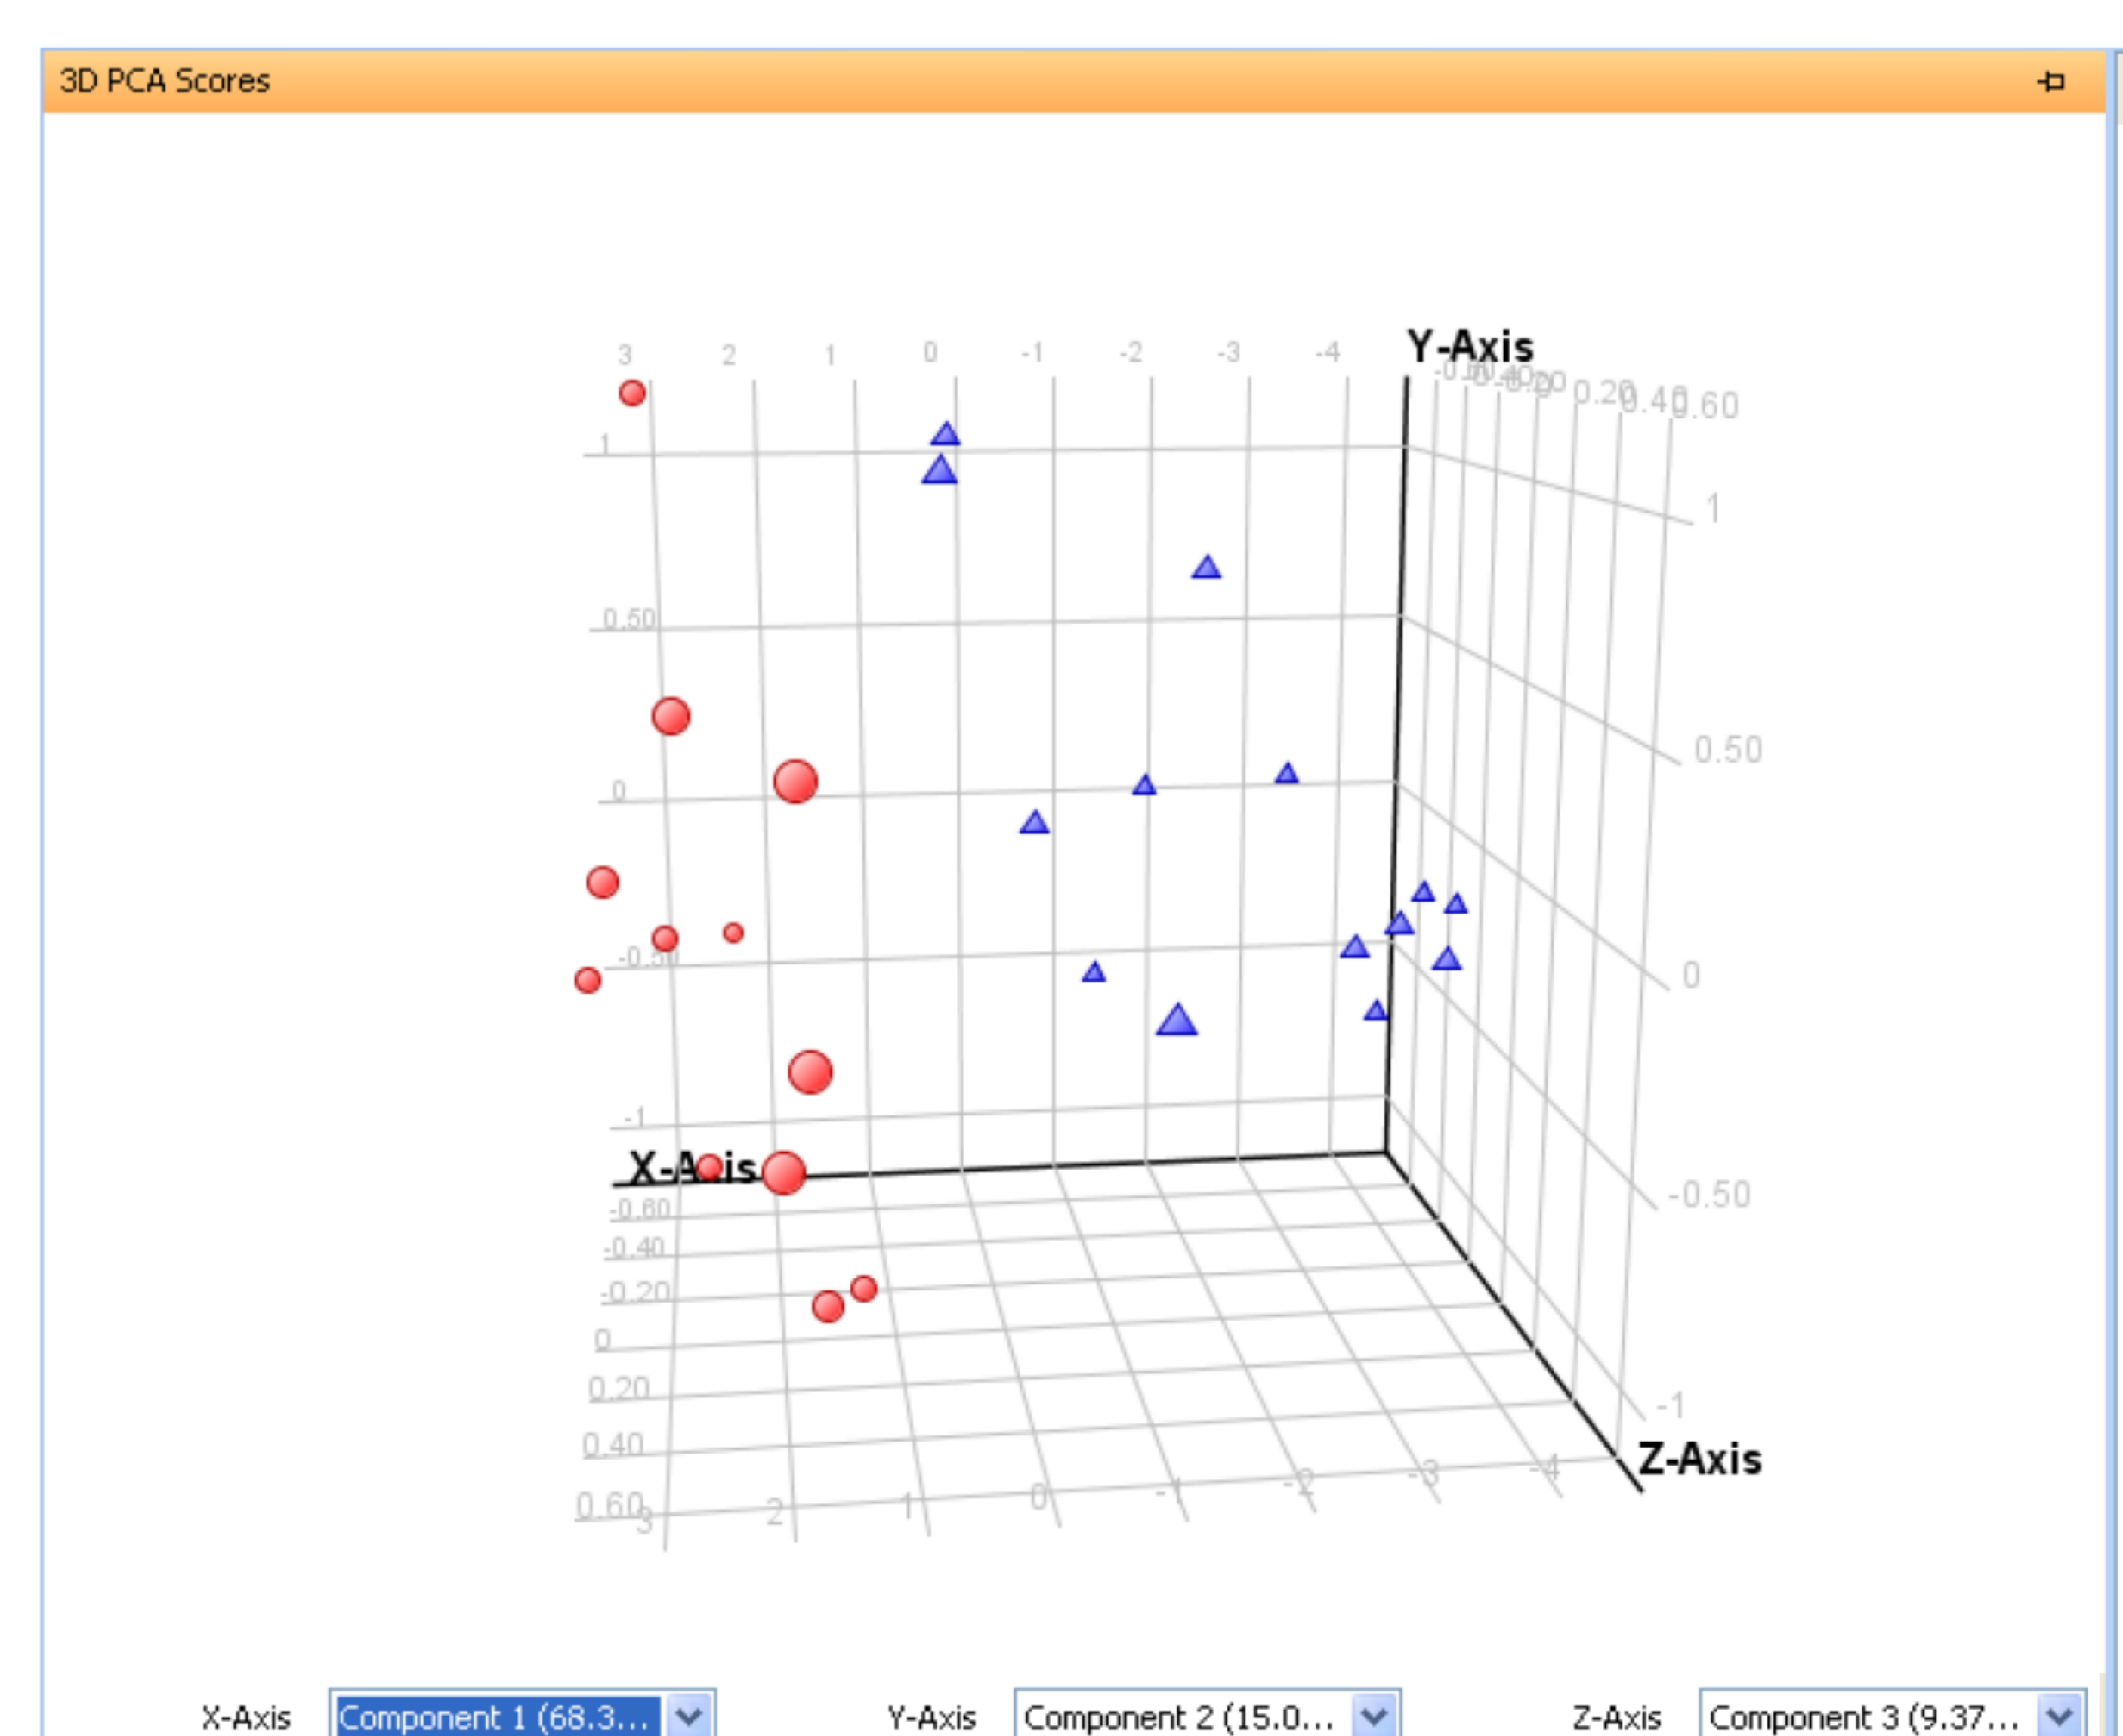 3D PCA Scores
Y-Axis
3 2 1 0 -1 -2 -3 -4
0.20 0.40 0.60
1 1
0.50 0.50
0 0
-0.50 -0.50
-1 -1
X-Axis
-0.60
-0.40
-0.20
0
0.20
0.40
0.60
3 2 1 0 -1 -2 -3 -4
Z-Axis
X-Axis Component 1 (68.3... Y-Axis Component 2 (15.0... Z-Axis Component 3 (9.37...